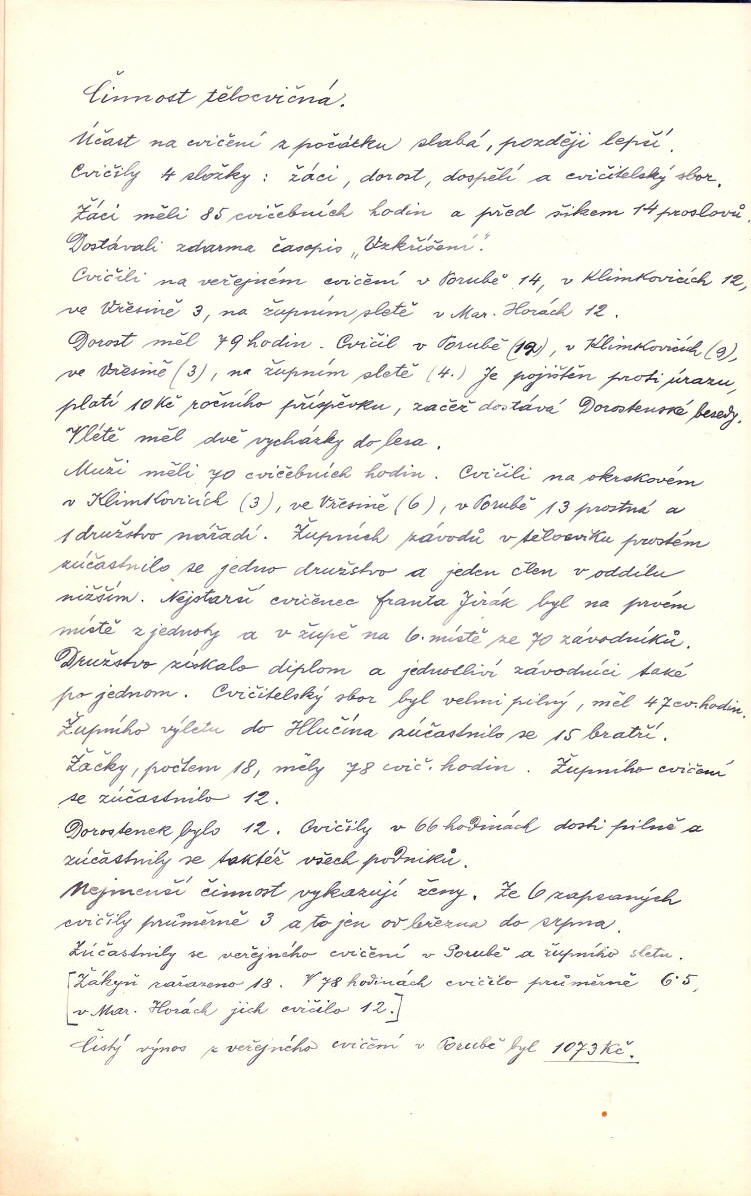 Činnost tělocvičná.
Účast na cvičení z počátku slabá, později lepší.
Cvičily 4 složky : žáci, dorost, dospělí a cvičitelský sbor.
Žáci měli 85 cvičebních hodin a před šikem 14 proslovů.
Dostávali zdarma časopis „Vzkříšení".
Cvičili na veřejném cvičení v Porubě 14, v Klimkovicích 12,
ve Vřesině 3, na župním sletě v Mar. Horách 12.
Dorost měl 79 hodin. Cvičil v Porubě (12), v Klimkovicích (9),
ve Vřesině (3), na župním sletě (4.) Je pojištěn proti úrazu,
platí 10 Kč ročního příspěvku, začež dostává Dorostenské besedy.
V létě měl dvě vycházky do lesa.
Muži měli 70 cvičebních hodin. Cvičili na okrskovém
v Klimkovicích (3), ve Vřesině (6), v Porubě 13 prostná a
1 družstvo nářadí. Župních závodů v tělocviku prostém
zúčastnilo se jedno družstvo a jeden člen v oddílu
nižším. Nejstarší cvičenec Franta Jirák byl na prvém
místě z jednoty a v župě na 6. místě ze 70 závodníků.
Družstvo získalo diplom a jednotliví závodníci také
po jednom. Cvičitelský sbor byl velmi pilný, měl 47 cv. hodin.
Župního výletu do Hlučína zúčastnilo se 15 bratří.
Žačky, počtem 18, měly 78 cvič. hodin. Župního cvičení
se zúčastnilo 12.
Dorostenek bylo 12. Cvičily v 66 hodinách dosti pilně a
zúčastnily se taktéž všech podniků.
Nejmenší činnost vykazují ženy. Ze 6 zapsaných
cvičily průměrně 3 a to jen od března do srpna.
Zúčastnily se veřejného cvičení v Porubě a župního sletu.
[Žákyň zařazeno 18. V 78 hodinách cvičilo průměrně 6·5,
v Mar. Horách jich cvičilo 12.]
Čistý výnos z veřejného cvičení v Porubě byl 1073 Kč.